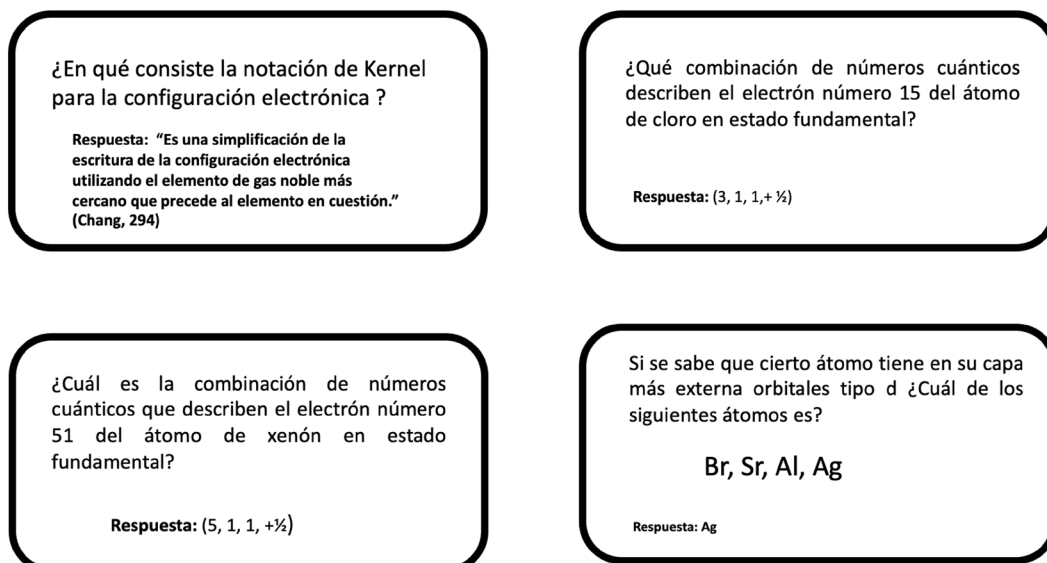 ¿En qué consiste la notación de Kernel
para la configuración electrónica ?
Respuesta: “Es una simplificación de la
escritura de la configuración electrónica
utilizando el elemento de gas noble más
cercano que precede al elemento en cuestión.”
(Chang, 294)
¿Qué combinación de números cuánticos
describen el electrón número 15 del átomo
de cloro en estado fundamental?
Respuesta: (3, 1, 1,+ ½)
¿Cuál es la combinación de números
cuánticos que describen el electrón número
51 del átomo de xenón en estado
fundamental?
Respuesta: (5, 1, 1, +½)
Si se sabe que cierto átomo tiene en su capa
más externa orbitales tipo d ¿Cuál de los
siguientes átomos es?
Br, Sr, Al, Ag
Respuesta: Ag